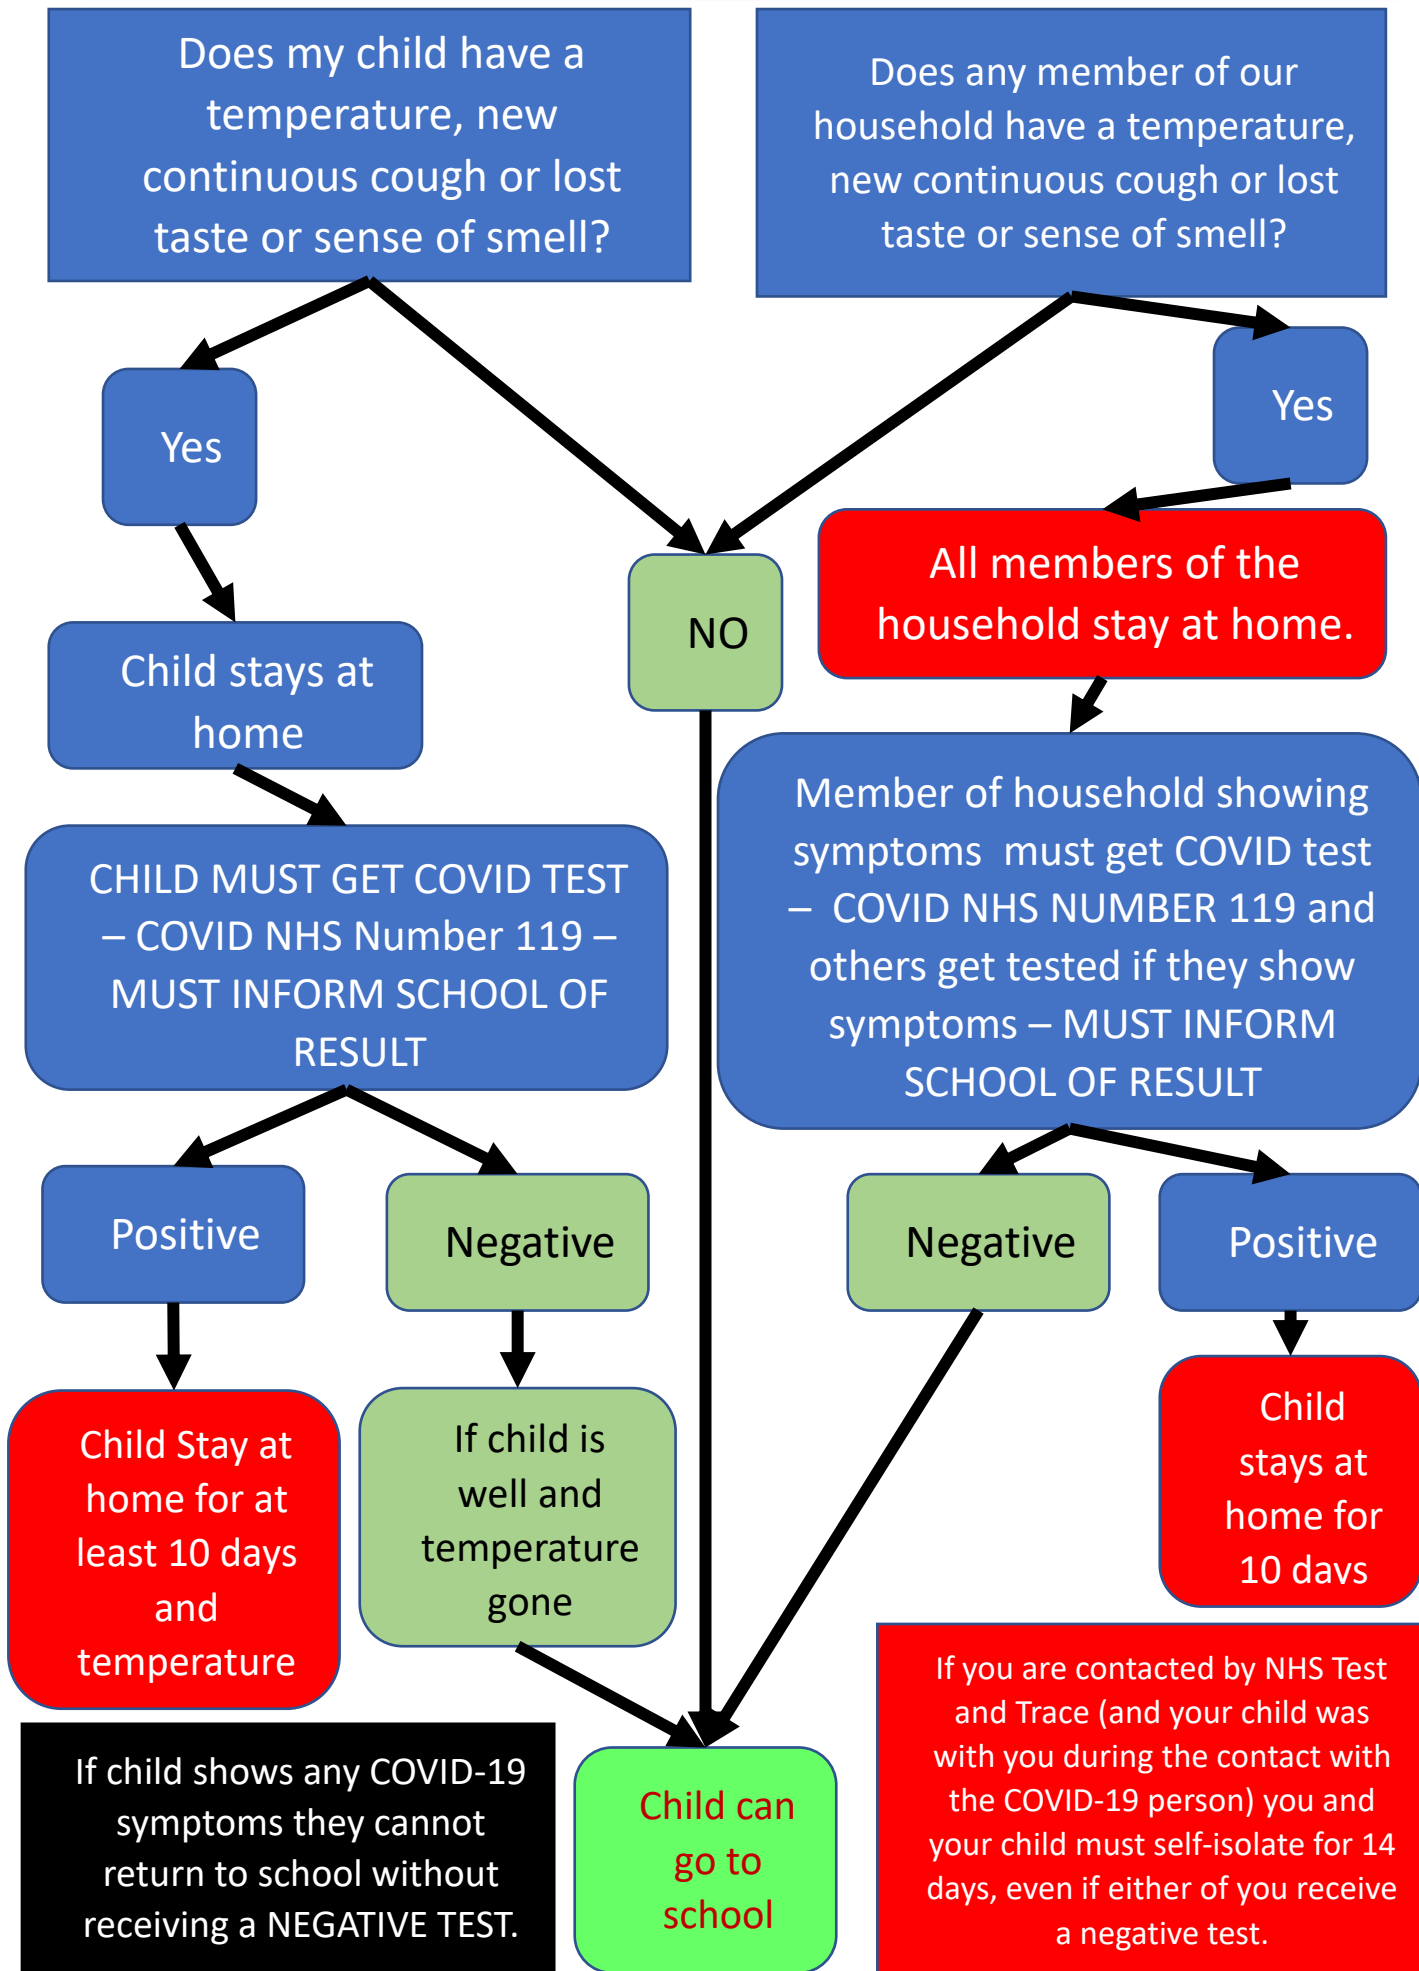 Does my child have a
temperature, new
continuous cough or lost
taste or sense of smell?
Does any member of our
household have a temperature,
new continuous cough or lost
taste or sense of smell?
Yes
Yes
NO
All members of the
household stay at home.
Child stays at
home
Member of household showing
symptoms must get COVID test
– COVID NHS NUMBER 119 and
others get tested if they show
symptoms – MUST INFORM
SCHOOL OF RESULT
CHILD MUST GET COVID TEST
– COVID NHS Number 119 –
MUST INFORM SCHOOL OF
RESULT
Positive
Negative
Negative
Positive
Child Stay at
home for at
least 10 days
and
temperature
If child is
well and
temperature
gone
Child
stays at
home for
10 days
If child shows any COVID-19
symptoms they cannot
return to school without
receiving a NEGATIVE TEST.
Child can
go to
school
If you are contacted by NHS Test
and Trace (and your child was
with you during the contact with
the COVID-19 person) you and
your child must self-isolate for 14
days, even if either of you receive
a negative test.